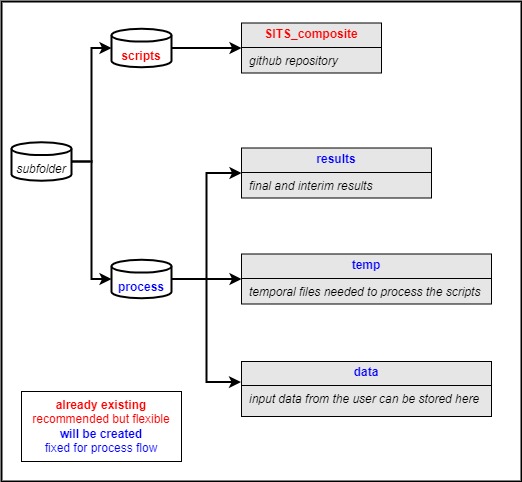 SITS_composite
scripts
github repository
subfolder
results
final and interim results
process
temp
temporal files needed to process the scripts
data
input data from the user can be stored here
already existing
recommended but flexible
will be created
fixed for process flow